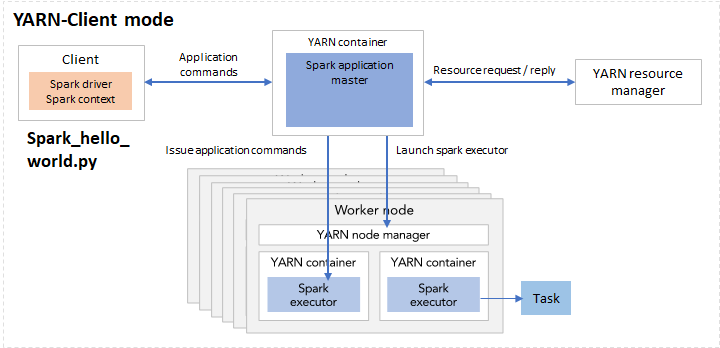 YARN-Client mode
Client
Spark driver
Spark context
Spark_hello_
world.py
Application
commands
YARN container
Spark application
master
Resource request / reply
YARN resource
manager
Issue application commands
Launch spark executor
Worker node
YARN node manager
YARN container
Spark
executor
YARN container
Spark
executor
Task